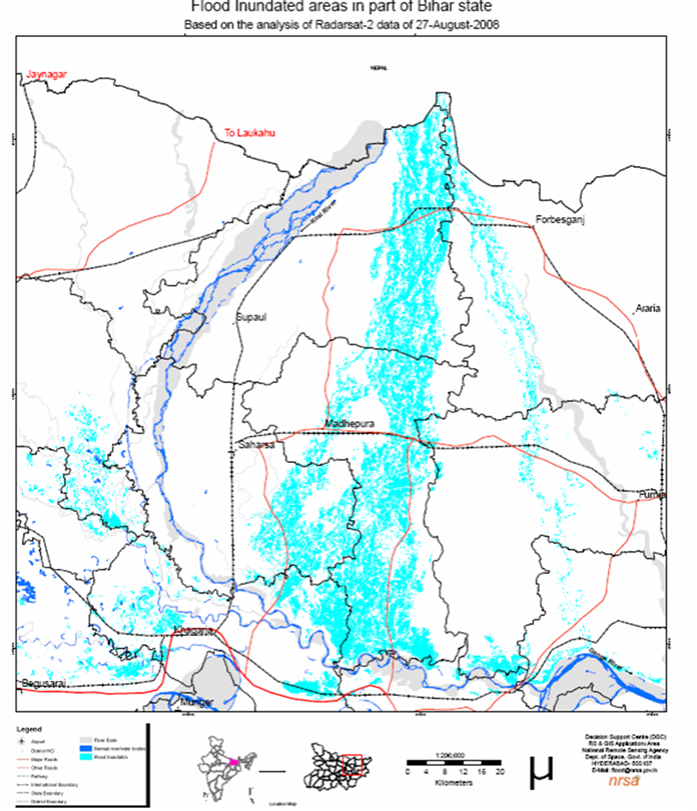 Flood Inundated areas in part of Bihar state
Based on the analysis of Radarsat-2 data of 27-August-2008
NEPAL
Jaynagar
To Laukahu
Kosi River
Forbesganj
Araria
Supaul
Madhepura
Saharsa
Purnia
Begusarai
Munger
Legend
Airport
District HQ
Major Roads
Other Roads
Railway
International Boundary
State Boundary
District Boundary
River Bank
Normal river/water bodies
Flood Inundation
Location Map
1:200,000
0 4 8 12 16 20
Kilometers
Decision Support Centre (DSC)
RS & GIS Applications Area
National Remote Sensing Agency
Dept. of Space, Govt. of India
HYDERABAD- 500 037
E-Mail: flood@nrsa.gov.in
nrsa